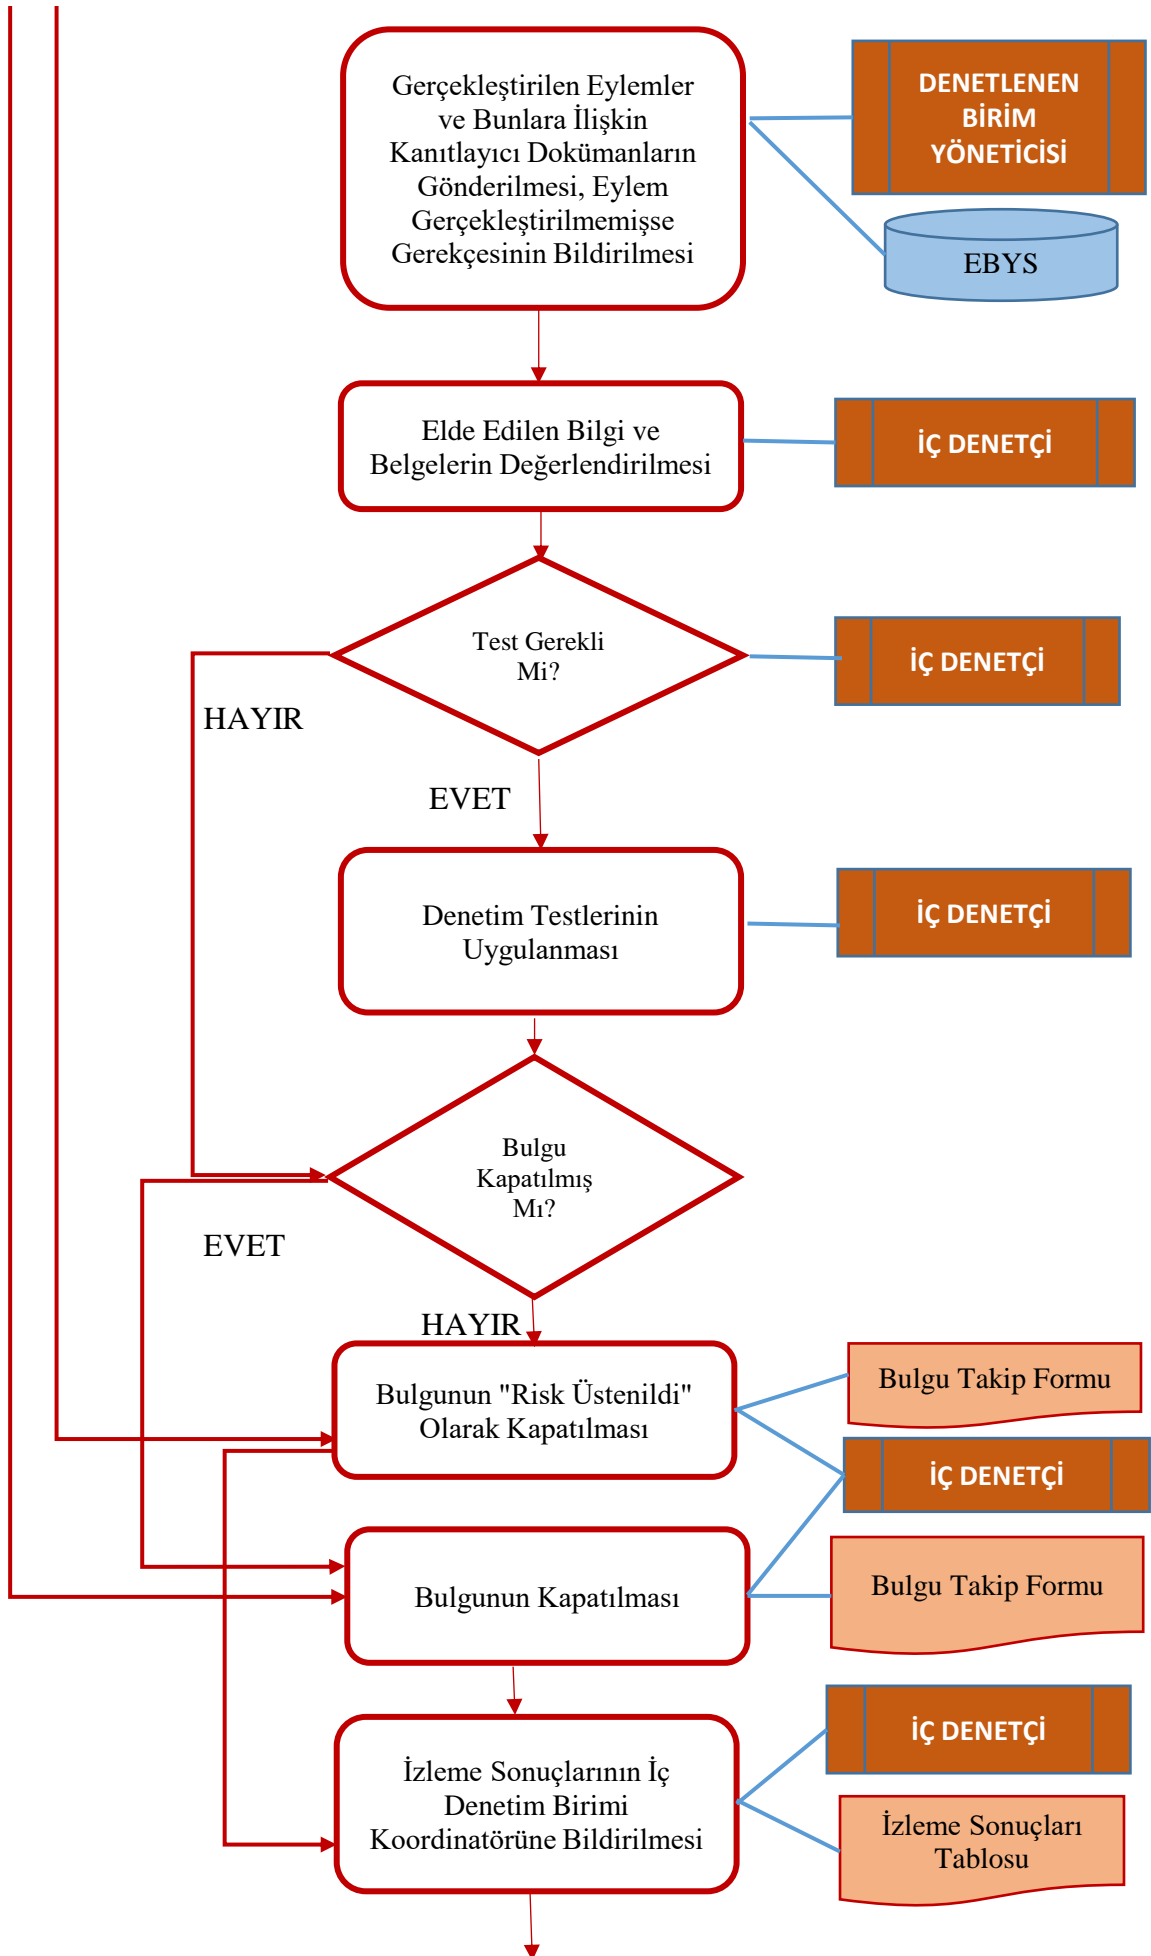 Gerçekleştirilen Eylemler
ve Bunlara İlişkin
Kanıtlayıcı Dokümanların
Gönderilmesi, Eylem
Gerçekleştirilmemişse
Gerekçesinin Bildirilmesi
DENETLENEN
BİRİM
YÖNETİCİSİ
EBYS
Elde Edilen Bilgi ve
Belgelerin Değerlendirilmesi
İÇ DENETÇİ
Test Gerekli
Mi?
İÇ DENETÇİ
HAYIR
EVET
Denetim Testlerinin
Uygulanması
İÇ DENETÇİ
Bulgu
Kapatılmış
Mı?
EVET
HAYIR
Bulgunun "Risk Üstenildi"
Olarak Kapatılması
Bulgu Takip Formu
İÇ DENETÇİ
Bulgunun Kapatılması
Bulgu Takip Formu
İzleme Sonuçlarının İç
Denetim Birimi
Koordinatörüne Bildirilmesi
İÇ DENETÇİ
İzleme Sonuçları
Tablosu